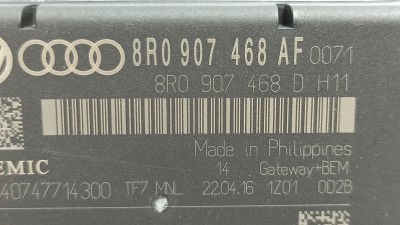 8R0 907 468 AF 0071
8R0 907 468 D H11
Made in Philippines
14 Gateway+BEM
EMIC
40747714300 TF7 MNL 22.04.16 1Z01 0D2B